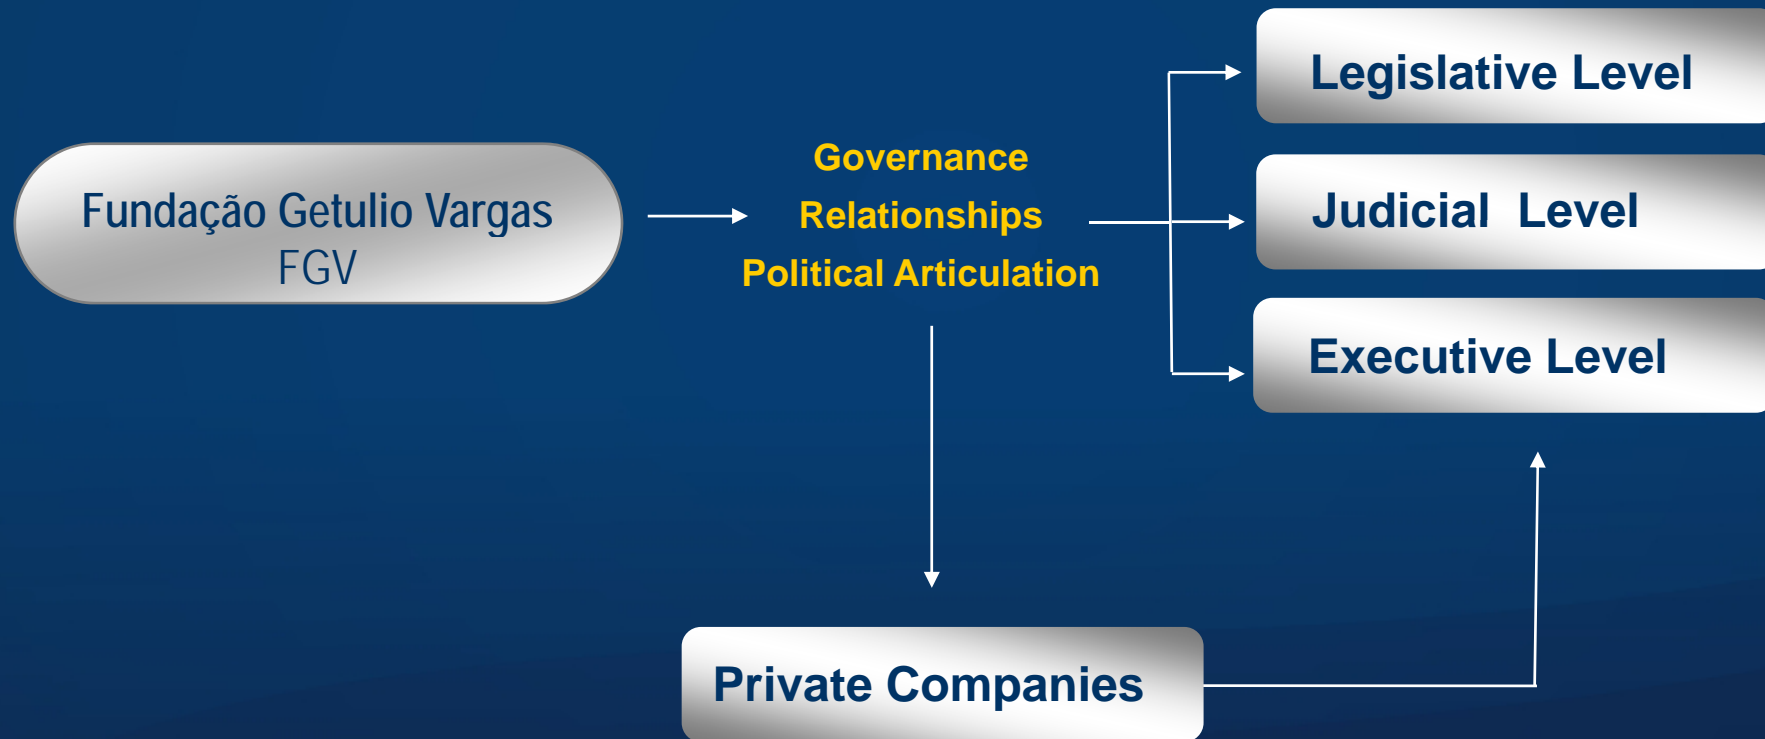 Fundação Getulio Vargas
FGV
Governance
Relationships
Political Articulation
Legislative Level
Judicial Level
Executive Level
Private Companies